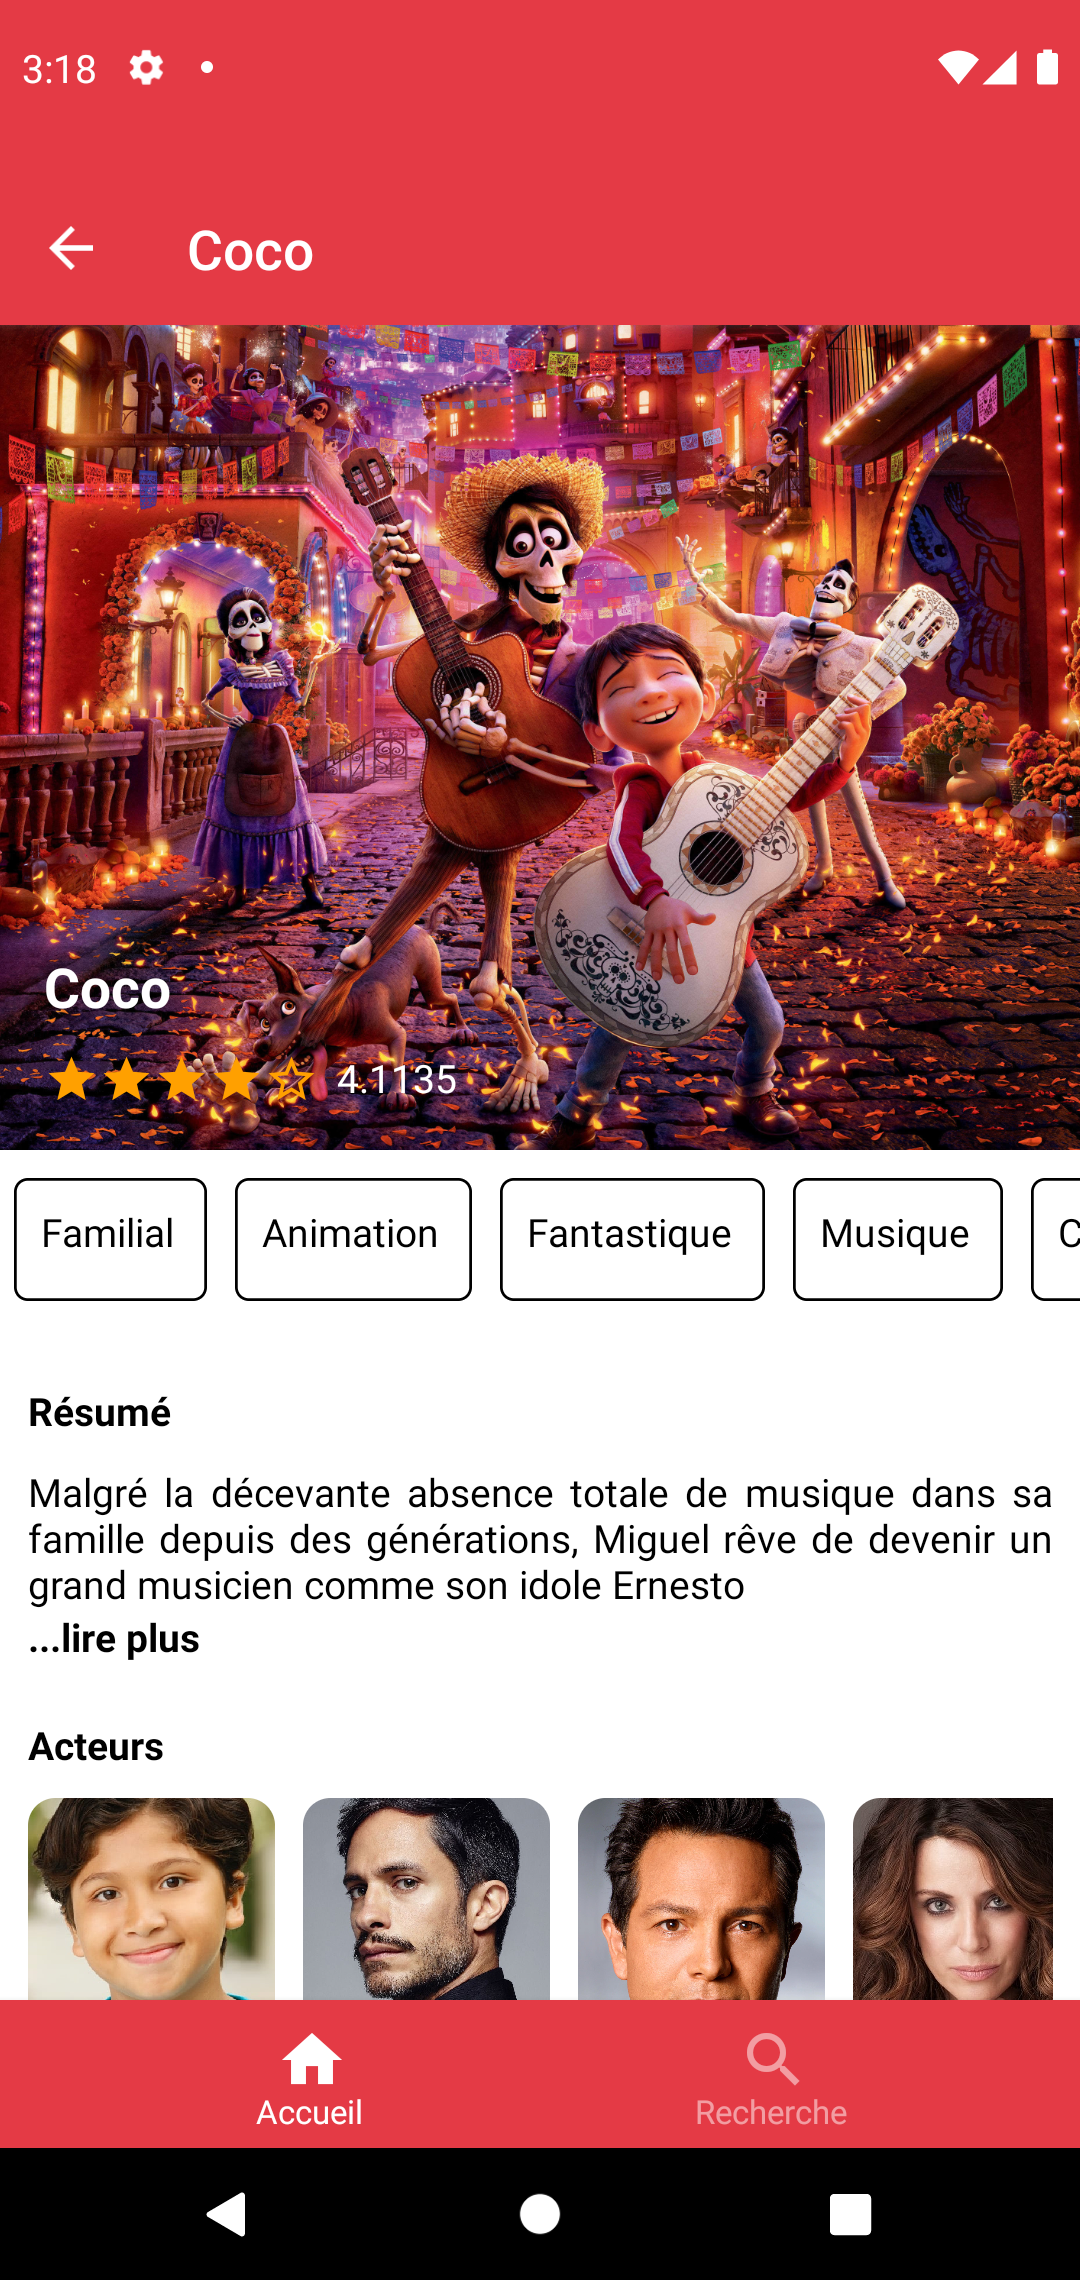 3:18
Coco
Coco
4.1135
Familial
Animation
Fantastique
Musique
C
Résumé
Malgré la décevante absence totale de musique dans sa
famille depuis des générations, Miguel rêve de devenir un
grand musicien comme son idole Ernesto
...lire plus
Acteurs
Accueil
Recherche